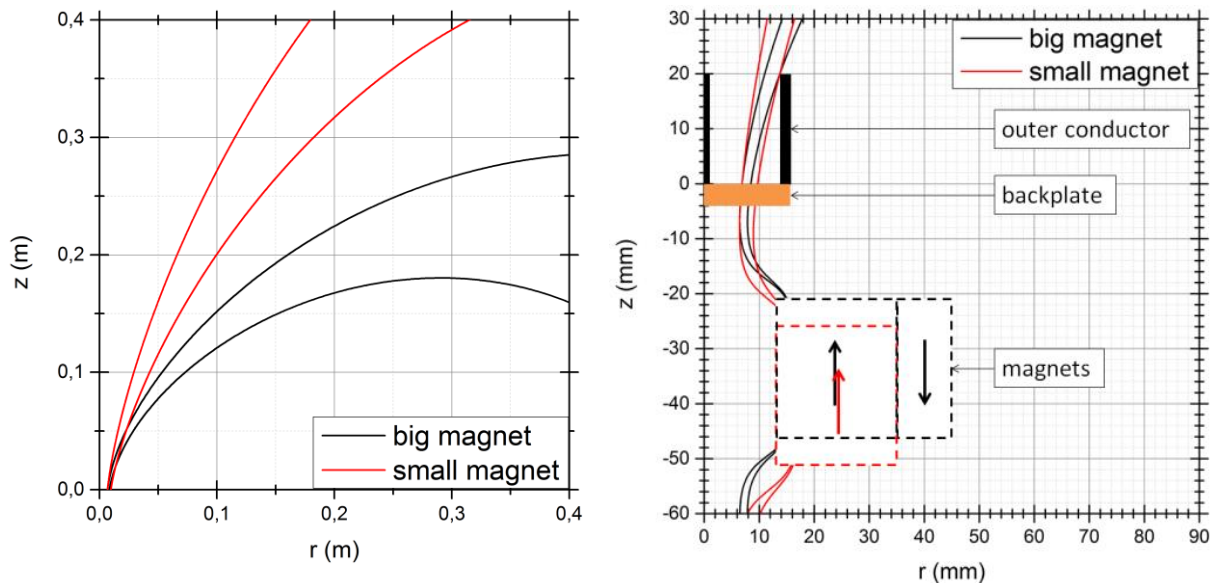 0,4
0,3
0,2
0,1
0,0
z (m)
0,0
0,1
0,2
0,3
0,4
r (m)
big magnet
small magnet
30
20
10
0
-10
-20
-30
-40
-50
-60
z (mm)
0
10
20
30
40
50
60
70
80
90
r (mm)
big magnet
small magnet
outer conductor
backplate
magnets